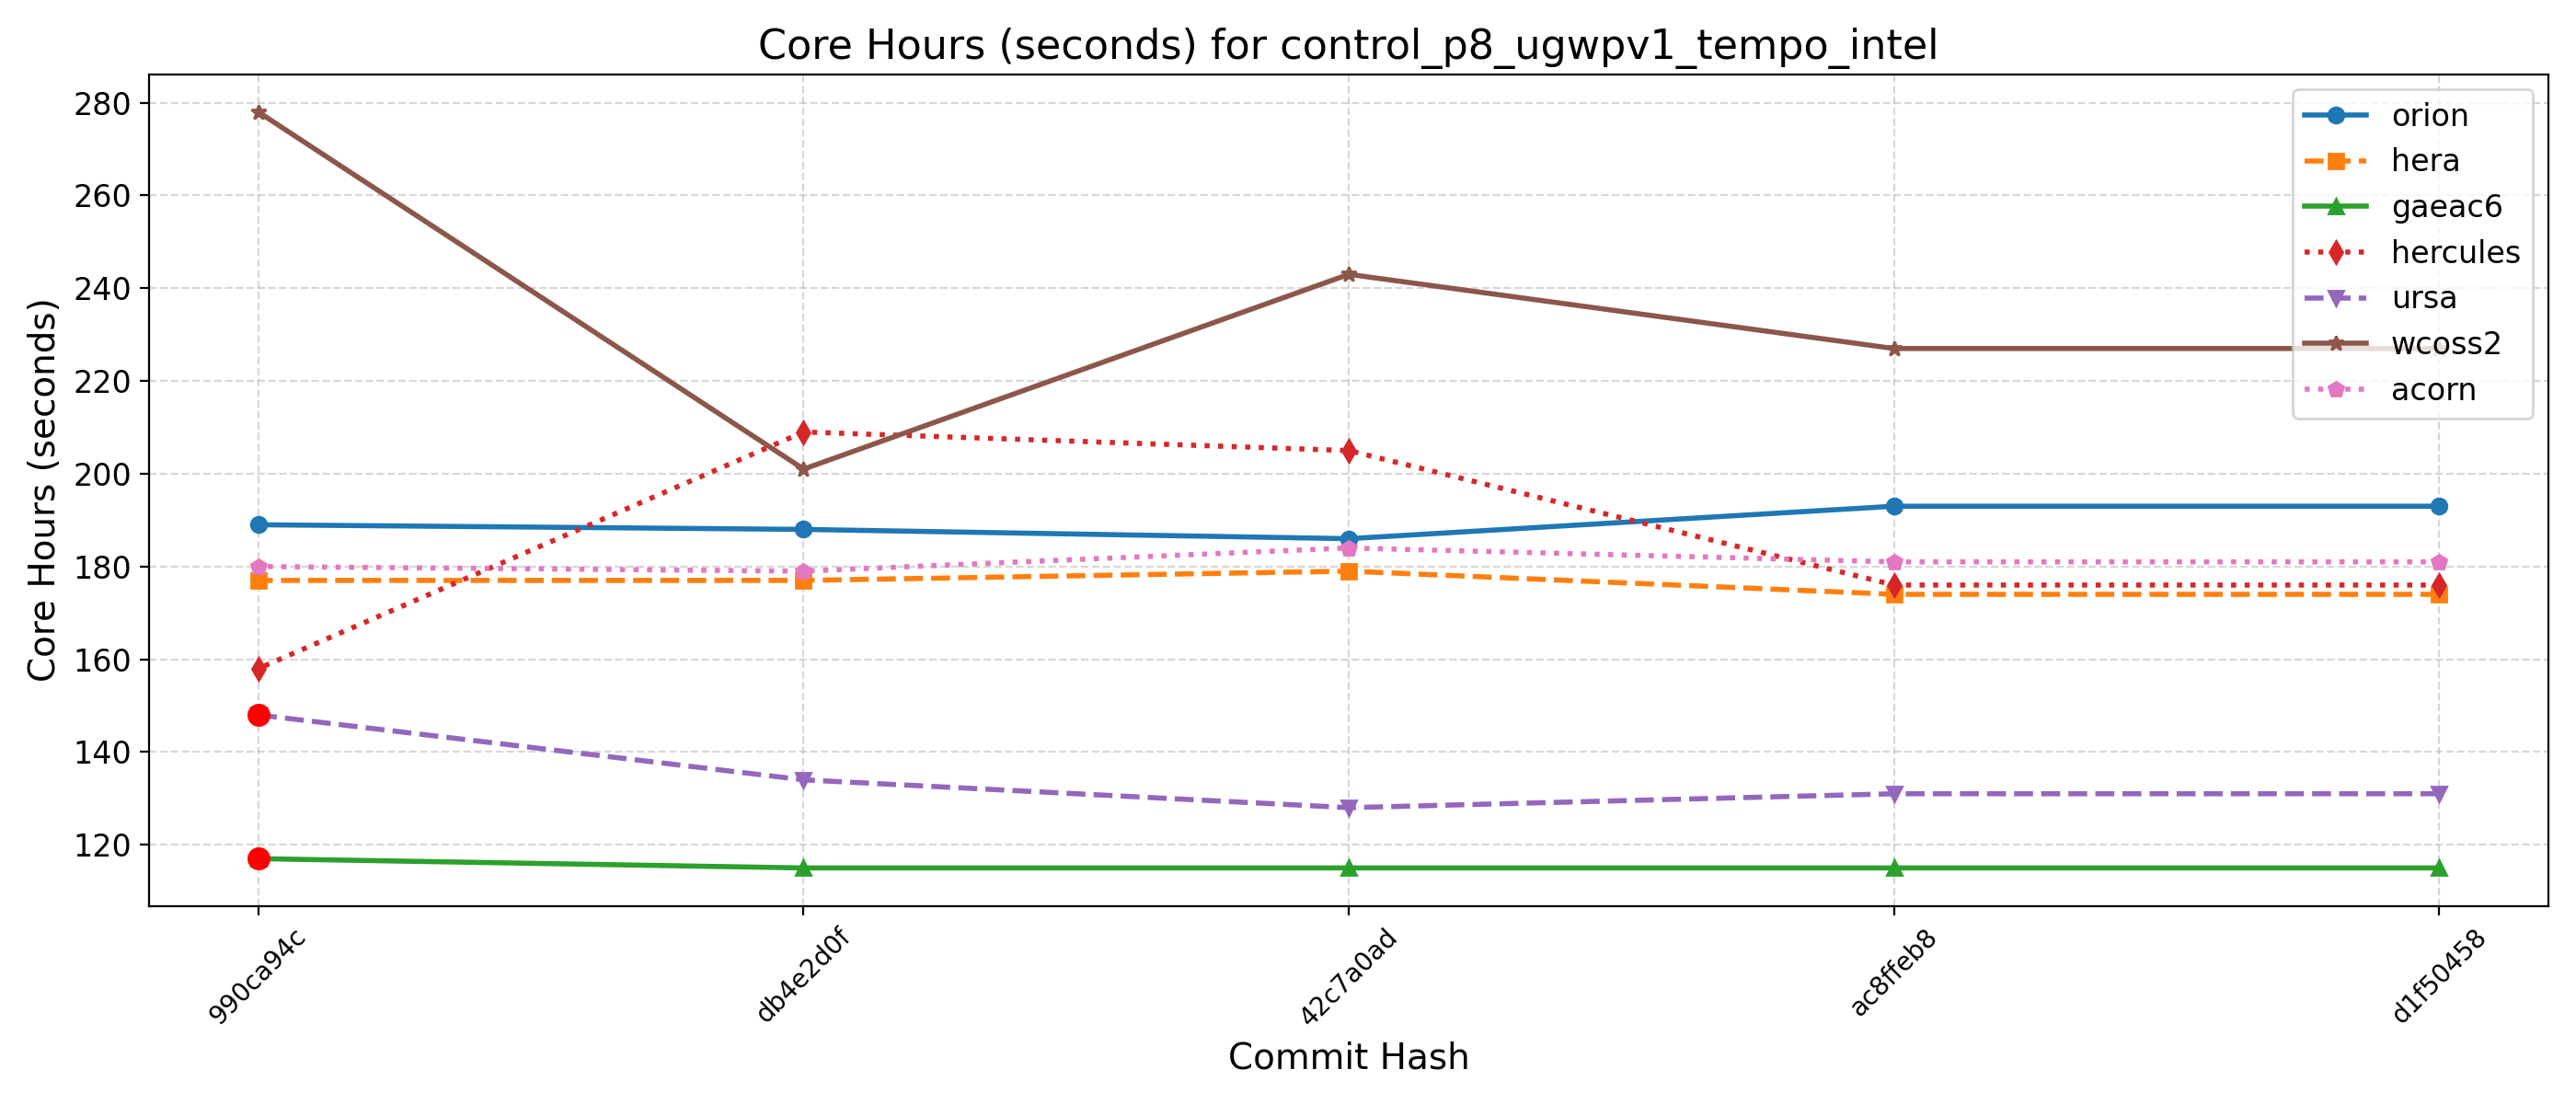 Core Hours (seconds) for control_p8_ugwpv1_tempo_intel
Core Hours (seconds)
280
260
240
220
200
180
160
140
120
orion
hera
gaeac6
hercules
ursa
wcoss2
acorn
990ca94c
db4e2d0f
42c7a0ad
ac8ffeb8
d1f50458
Commit Hash